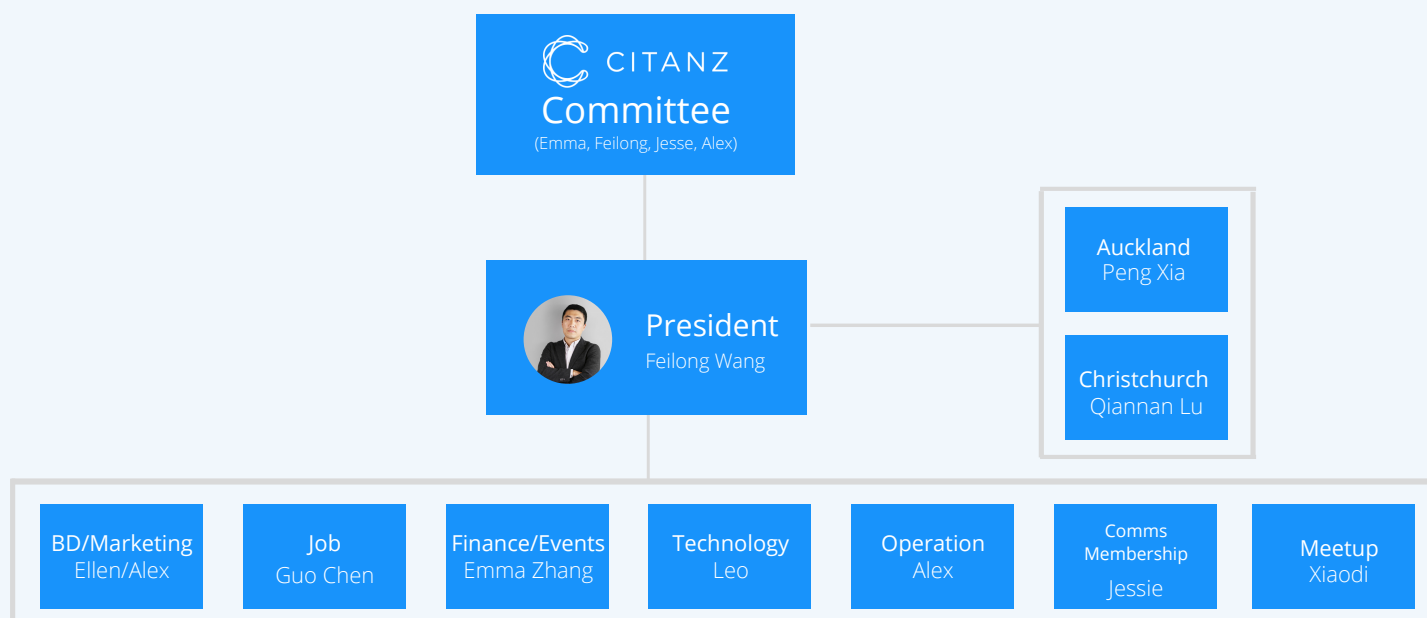 CITANZ
Committee
(Emma, Feilong, Jesse, Alex)
President
Feilong Wang
Auckland
Peng Xia
Christchurch
Qiannan Lu
BD/Marketing
Ellen/Alex
Job
Guo Chen
Finance/Events
Emma Zhang
Technology
Leo
Operation
Alex
Comms
Membership
Jessie
Meetup
Xiaodi